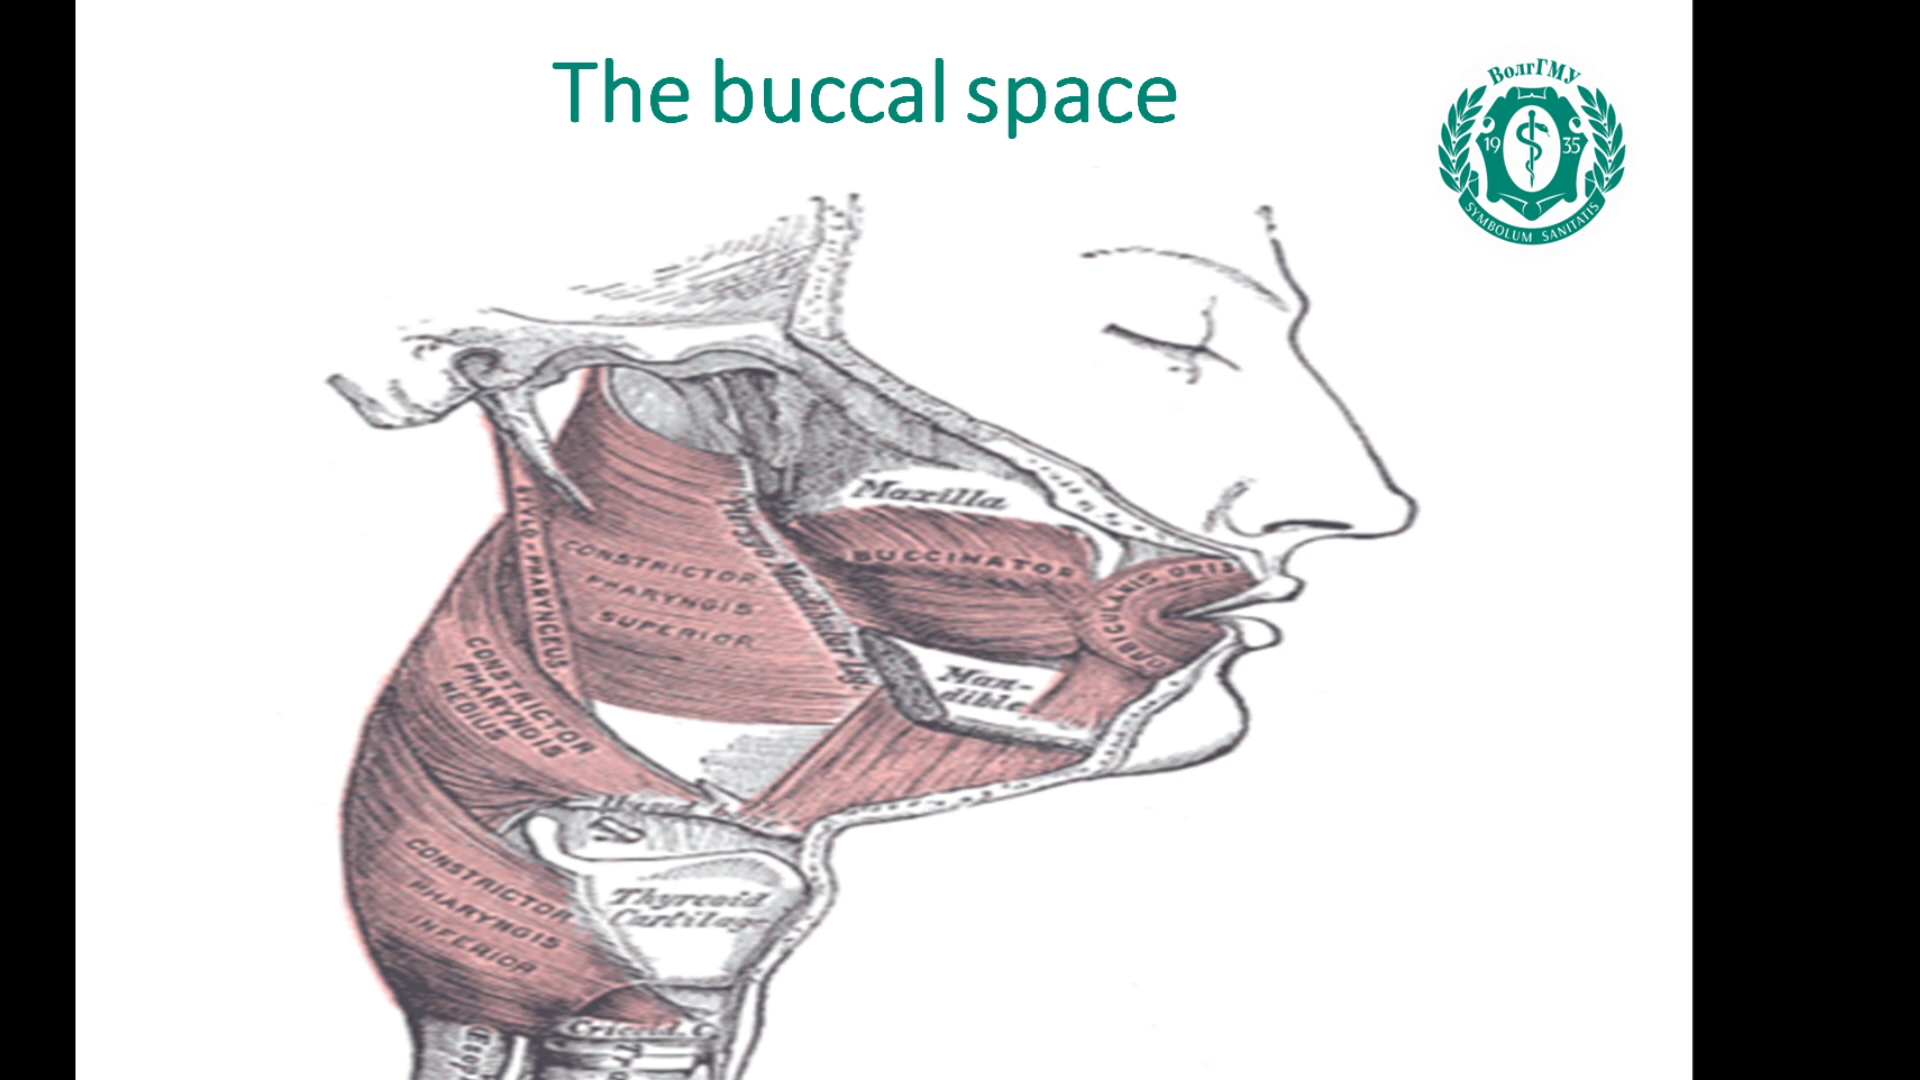 The buccal space
ВолгГМУ
19 35
SYMBOLUM SANITATIS
Maxilla
BUCCINATOR
ORBICULARIS ORIS
Pterygo Mandibular Lig.
STYLO-PHARYNGEUS
CONSTRICTOR
PHARYNGIS
SUPERIOR
Man-
dible
CONSTRICTOR
PHARYNGIS
MEDIUS
Thyreoid
Cartilage
CONSTRICTOR
PHARYNGIS
INFERIOR
Cricoid. C.